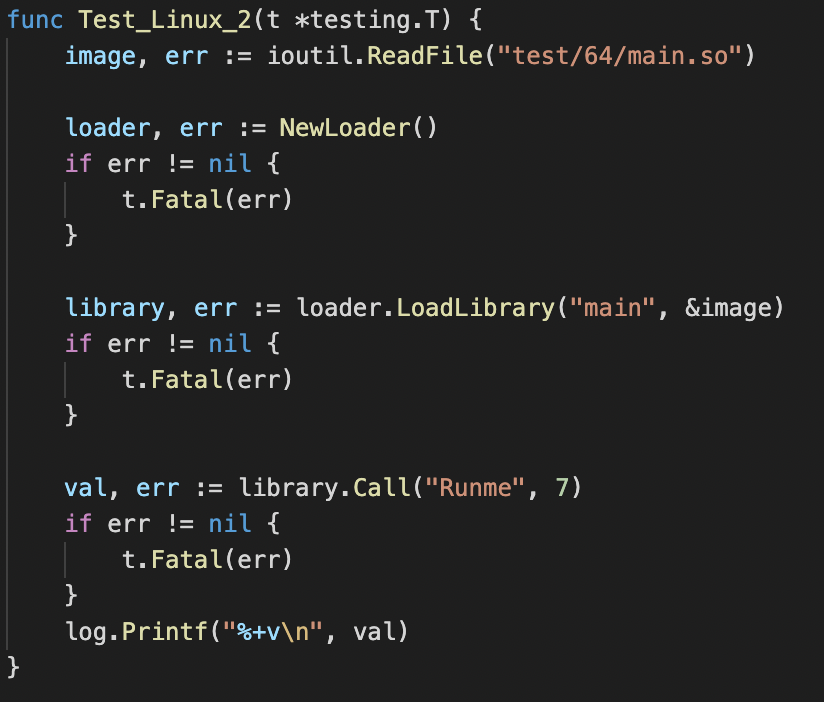 func Test_Linux_2(t *testing.T) {
    image, err := ioutil.ReadFile("test/64/main.so")

    loader, err := NewLoader()
    if err != nil {
        t.Fatal(err)
    }

    library, err := loader.LoadLibrary("main", &image)
    if err != nil {
        t.Fatal(err)
    }

    val, err := library.Call("Runme", 7)
    if err != nil {
        t.Fatal(err)
    }
    log.Printf("%+v\n", val)
}